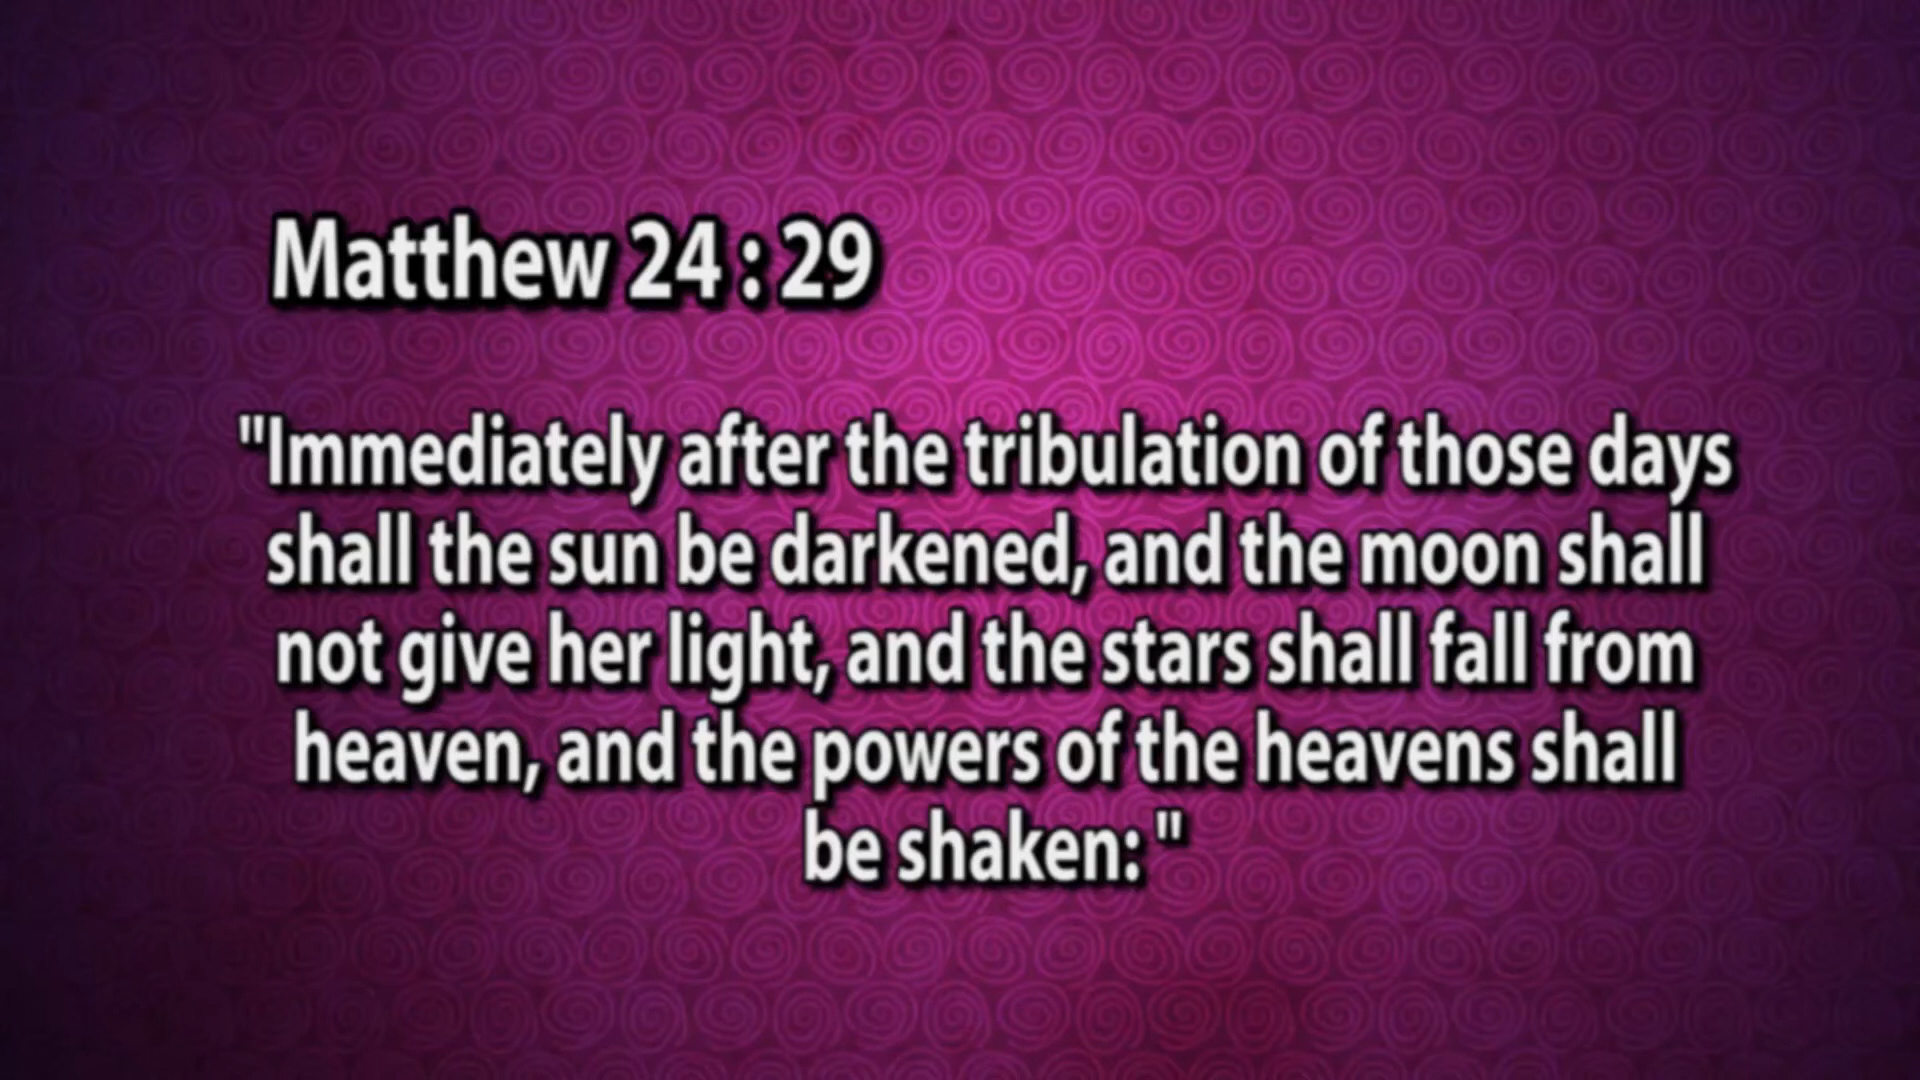 Matthew 24 : 29
"Immediately after the tribulation of those days
shall the sun be darkened, and the moon shall
not give her light, and the stars shall fall from
heaven, and the powers of the heavens shall
be shaken: "